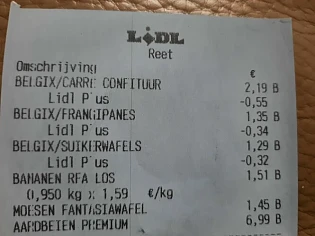 LIDL
Reet
Omschrijving €
BELGIX/CARRE CONFITUUR 2,19 B
Lidl Plus -0,55
BELGIX/FRANGIPANES 1,35 B
Lidl Plus -0,34
BELGIX/SUIKERWAFELS 1,29 B
Lidl Plus -0,32
BANANEN RFA LOS 1,51 B
0,950 kg x 1,59 €/kg
MOESEN FANTASIAWAFEL 1,45 B
AARDBEIEN PREMIUM 6,99 B